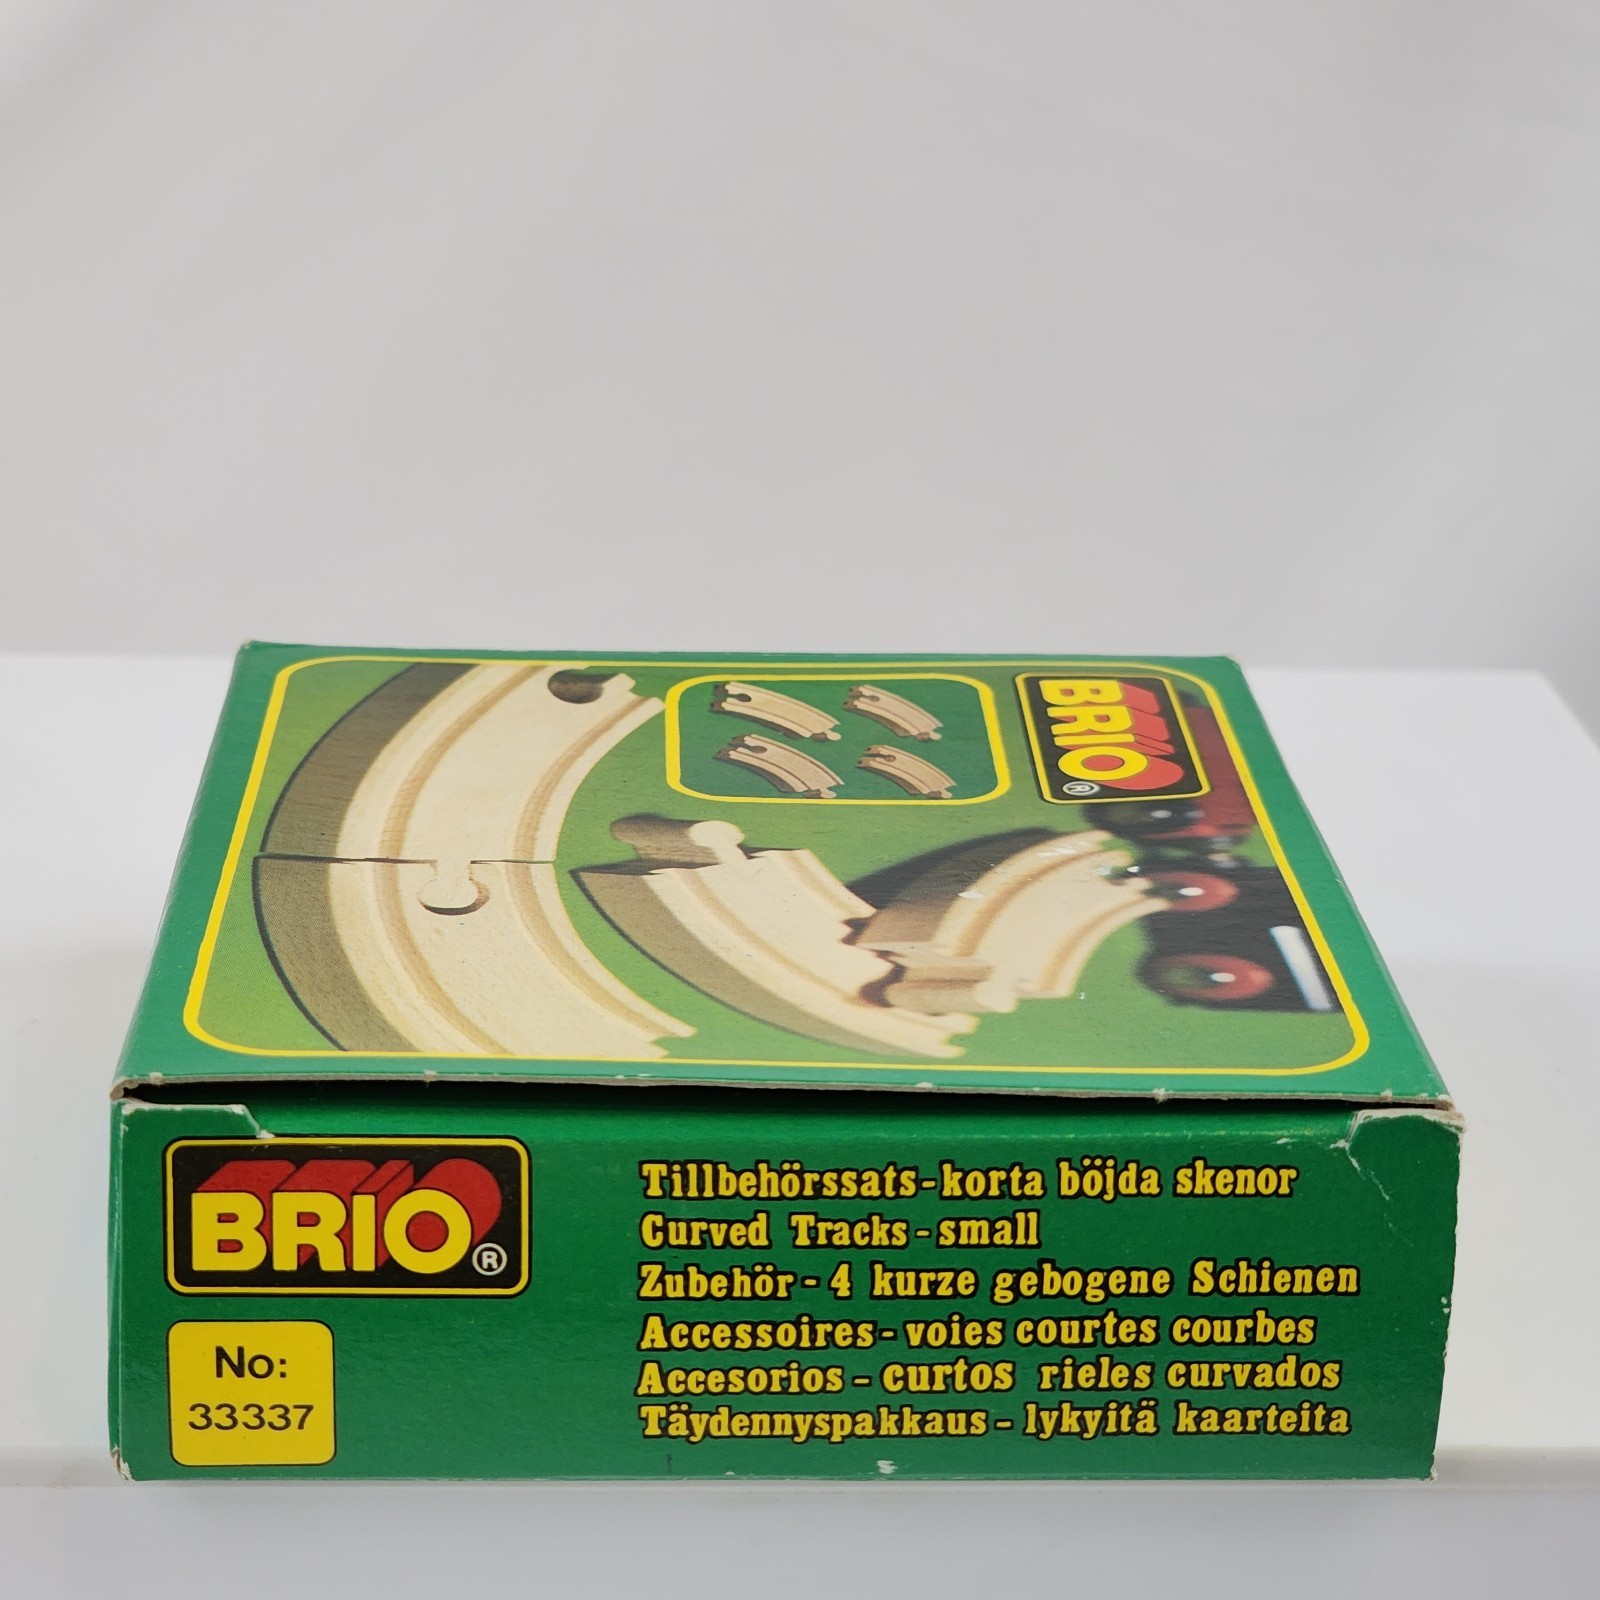 BRIO®
BRIO®
No:
33337
Tillbehörssats-korta böjda skenor
Curved Tracks-small
Zubehör-4 kurze gebogene Schienen
Accessoires-voies courtes courbes
Accesorios-curtos rieles curvados
Täydennyspakkaus-lykyitä kaarteita